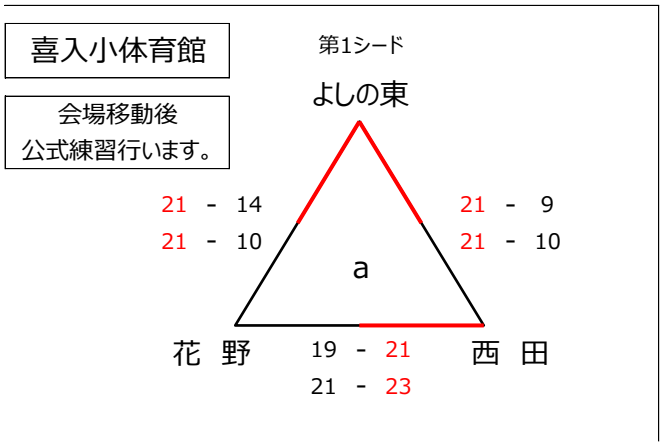 喜入小体育館
第1シード
よしの東
会場移動後
公式練習行います。
21 - 14
21 - 9
21 - 10
21 - 10
a
花 野
19 - 21
西 田
21 - 23